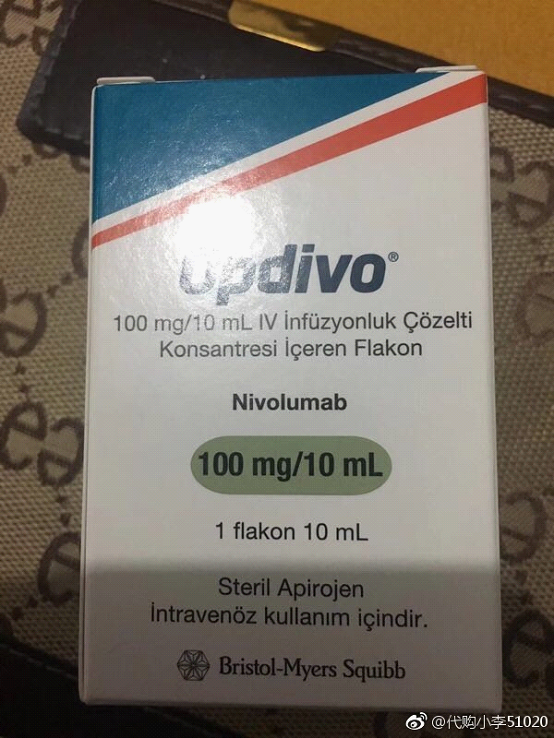 Opdivo®
100 mg/10 mL IV İnfüzyonluk Çözelti
Konsantresi İçeren Flakon
Nivolumab
100 mg/10 mL
1 flakon 10 mL
Steril Apirojen
İntravenöz kullanım içindir.
Bristol-Myers Squibb
@代购小李51020